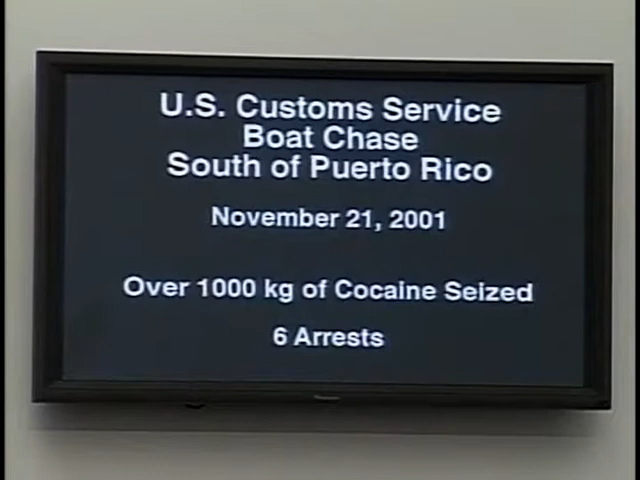 U.S. Customs Service
Boat Chase
South of Puerto Rico
November 21, 2001
Over 1000 kg of Cocaine Seized
6 Arrests